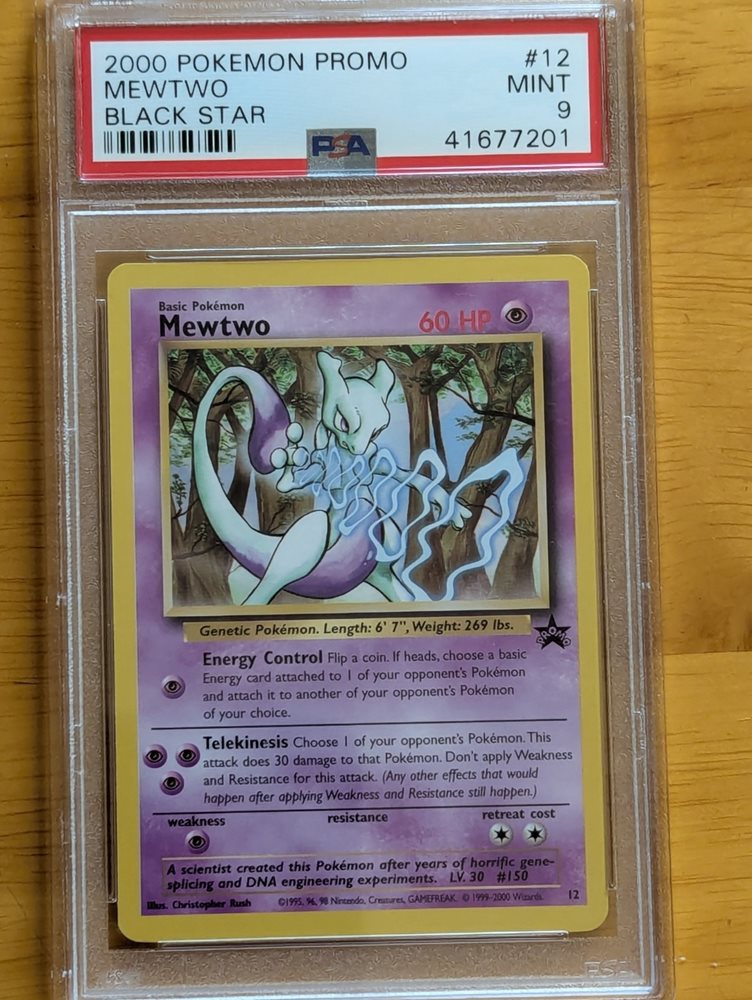 2000 POKEMON PROMO #12
MEWTWO MINT
BLACK STAR 9
PSA 41677201
Basic Pokémon
Mewtwo 60 HP
Genetic Pokémon. Length: 6' 7", Weight: 269 lbs.
PROMO
Energy Control Flip a coin. If heads, choose a basic
Energy card attached to 1 of your opponent's Pokémon
and attach it to another of your opponent's Pokémon
of your choice.
Telekinesis Choose 1 of your opponent's Pokémon. This
attack does 30 damage to that Pokémon. Don't apply Weakness
and Resistance for this attack. (Any other effects that would
happen after applying Weakness and Resistance still happen.)
weakness resistance retreat cost
A scientist created this Pokémon after years of horrific gene-
splicing and DNA engineering experiments. LV. 30 #150
Illus. Christopher Rush ©1995, 96, 98 Nintendo, Creatures, GAMEFREAK. © 1999-2000 Wizards. 12